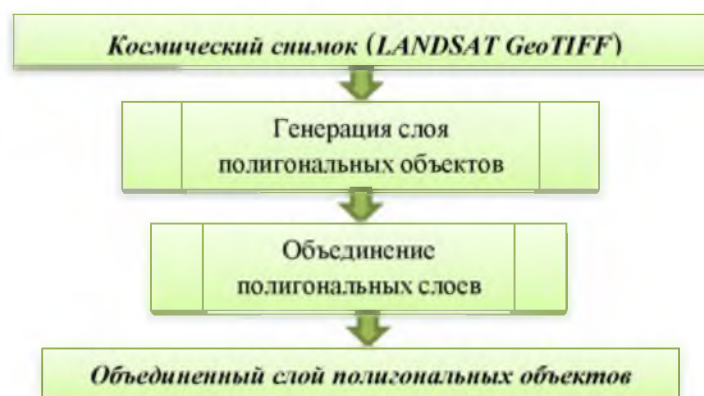 Космический снимок (LANDSAT GeoTIFF)
Генерация слоя
полигональных объектов
Объединение
полигональных слоев
Объединенный слой полигональных объектов